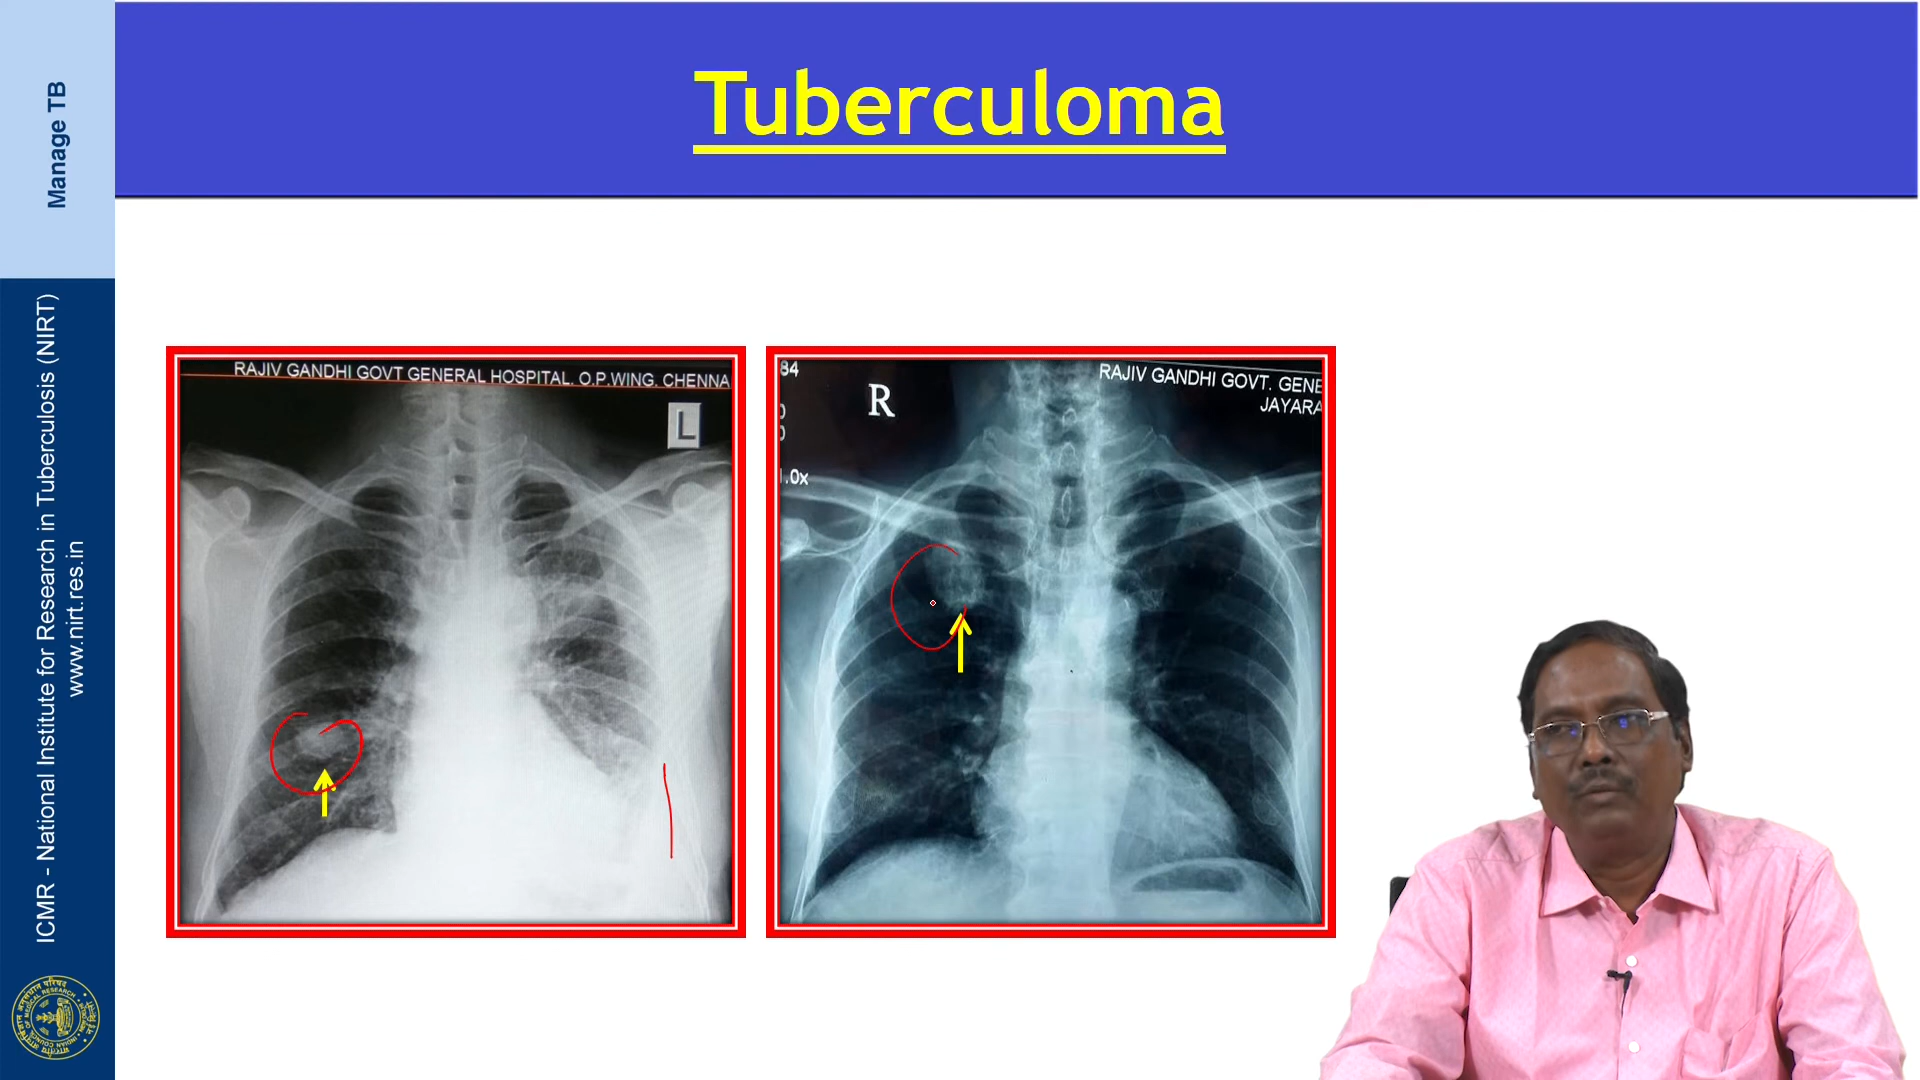 Tuberculoma
Manage TB
ICMR - National Institute for Research in Tuberculosis (NIRT)
www.nirt.res.in
RAJIV GANDHI GOVT GENERAL HOSPITAL. O.P.WING. CHENNA
L
84
R
RAJIV GANDHI GOVT. GENE
JAYARA
1.0x